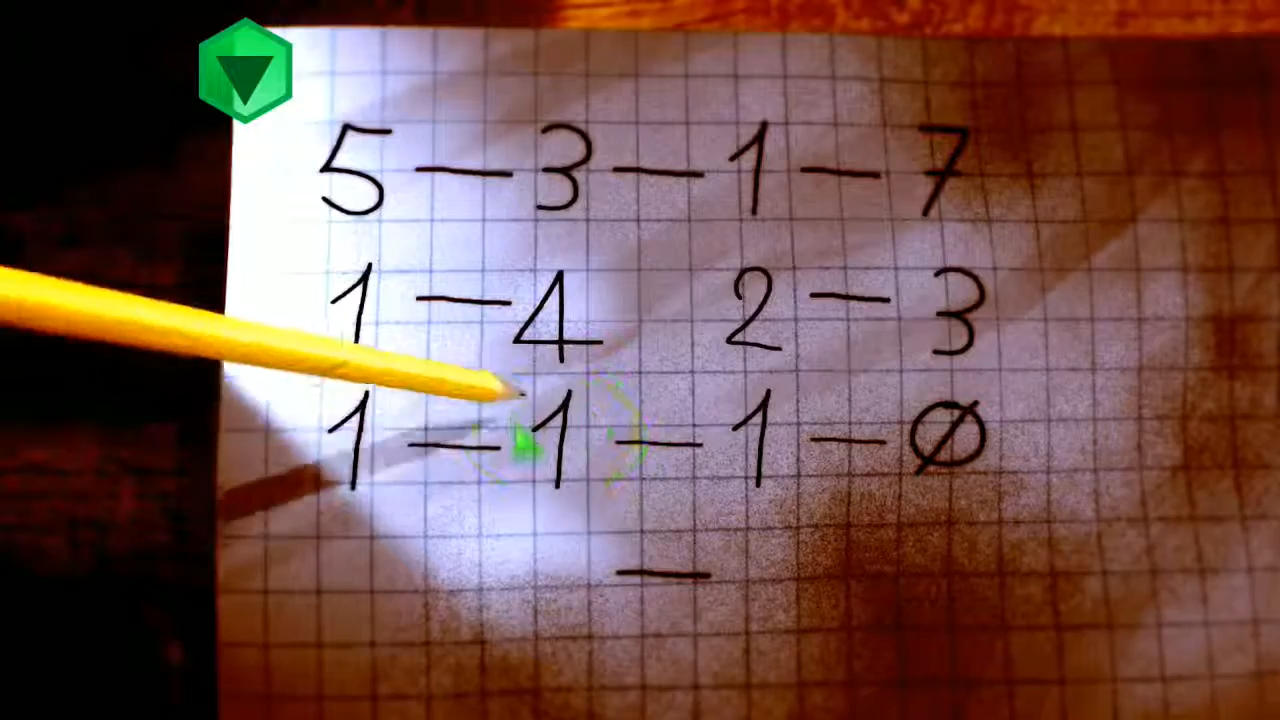 5 — 3 — 1 — 7
1 — 4 2 — 3
1 — 1 — 1 — Ø
—